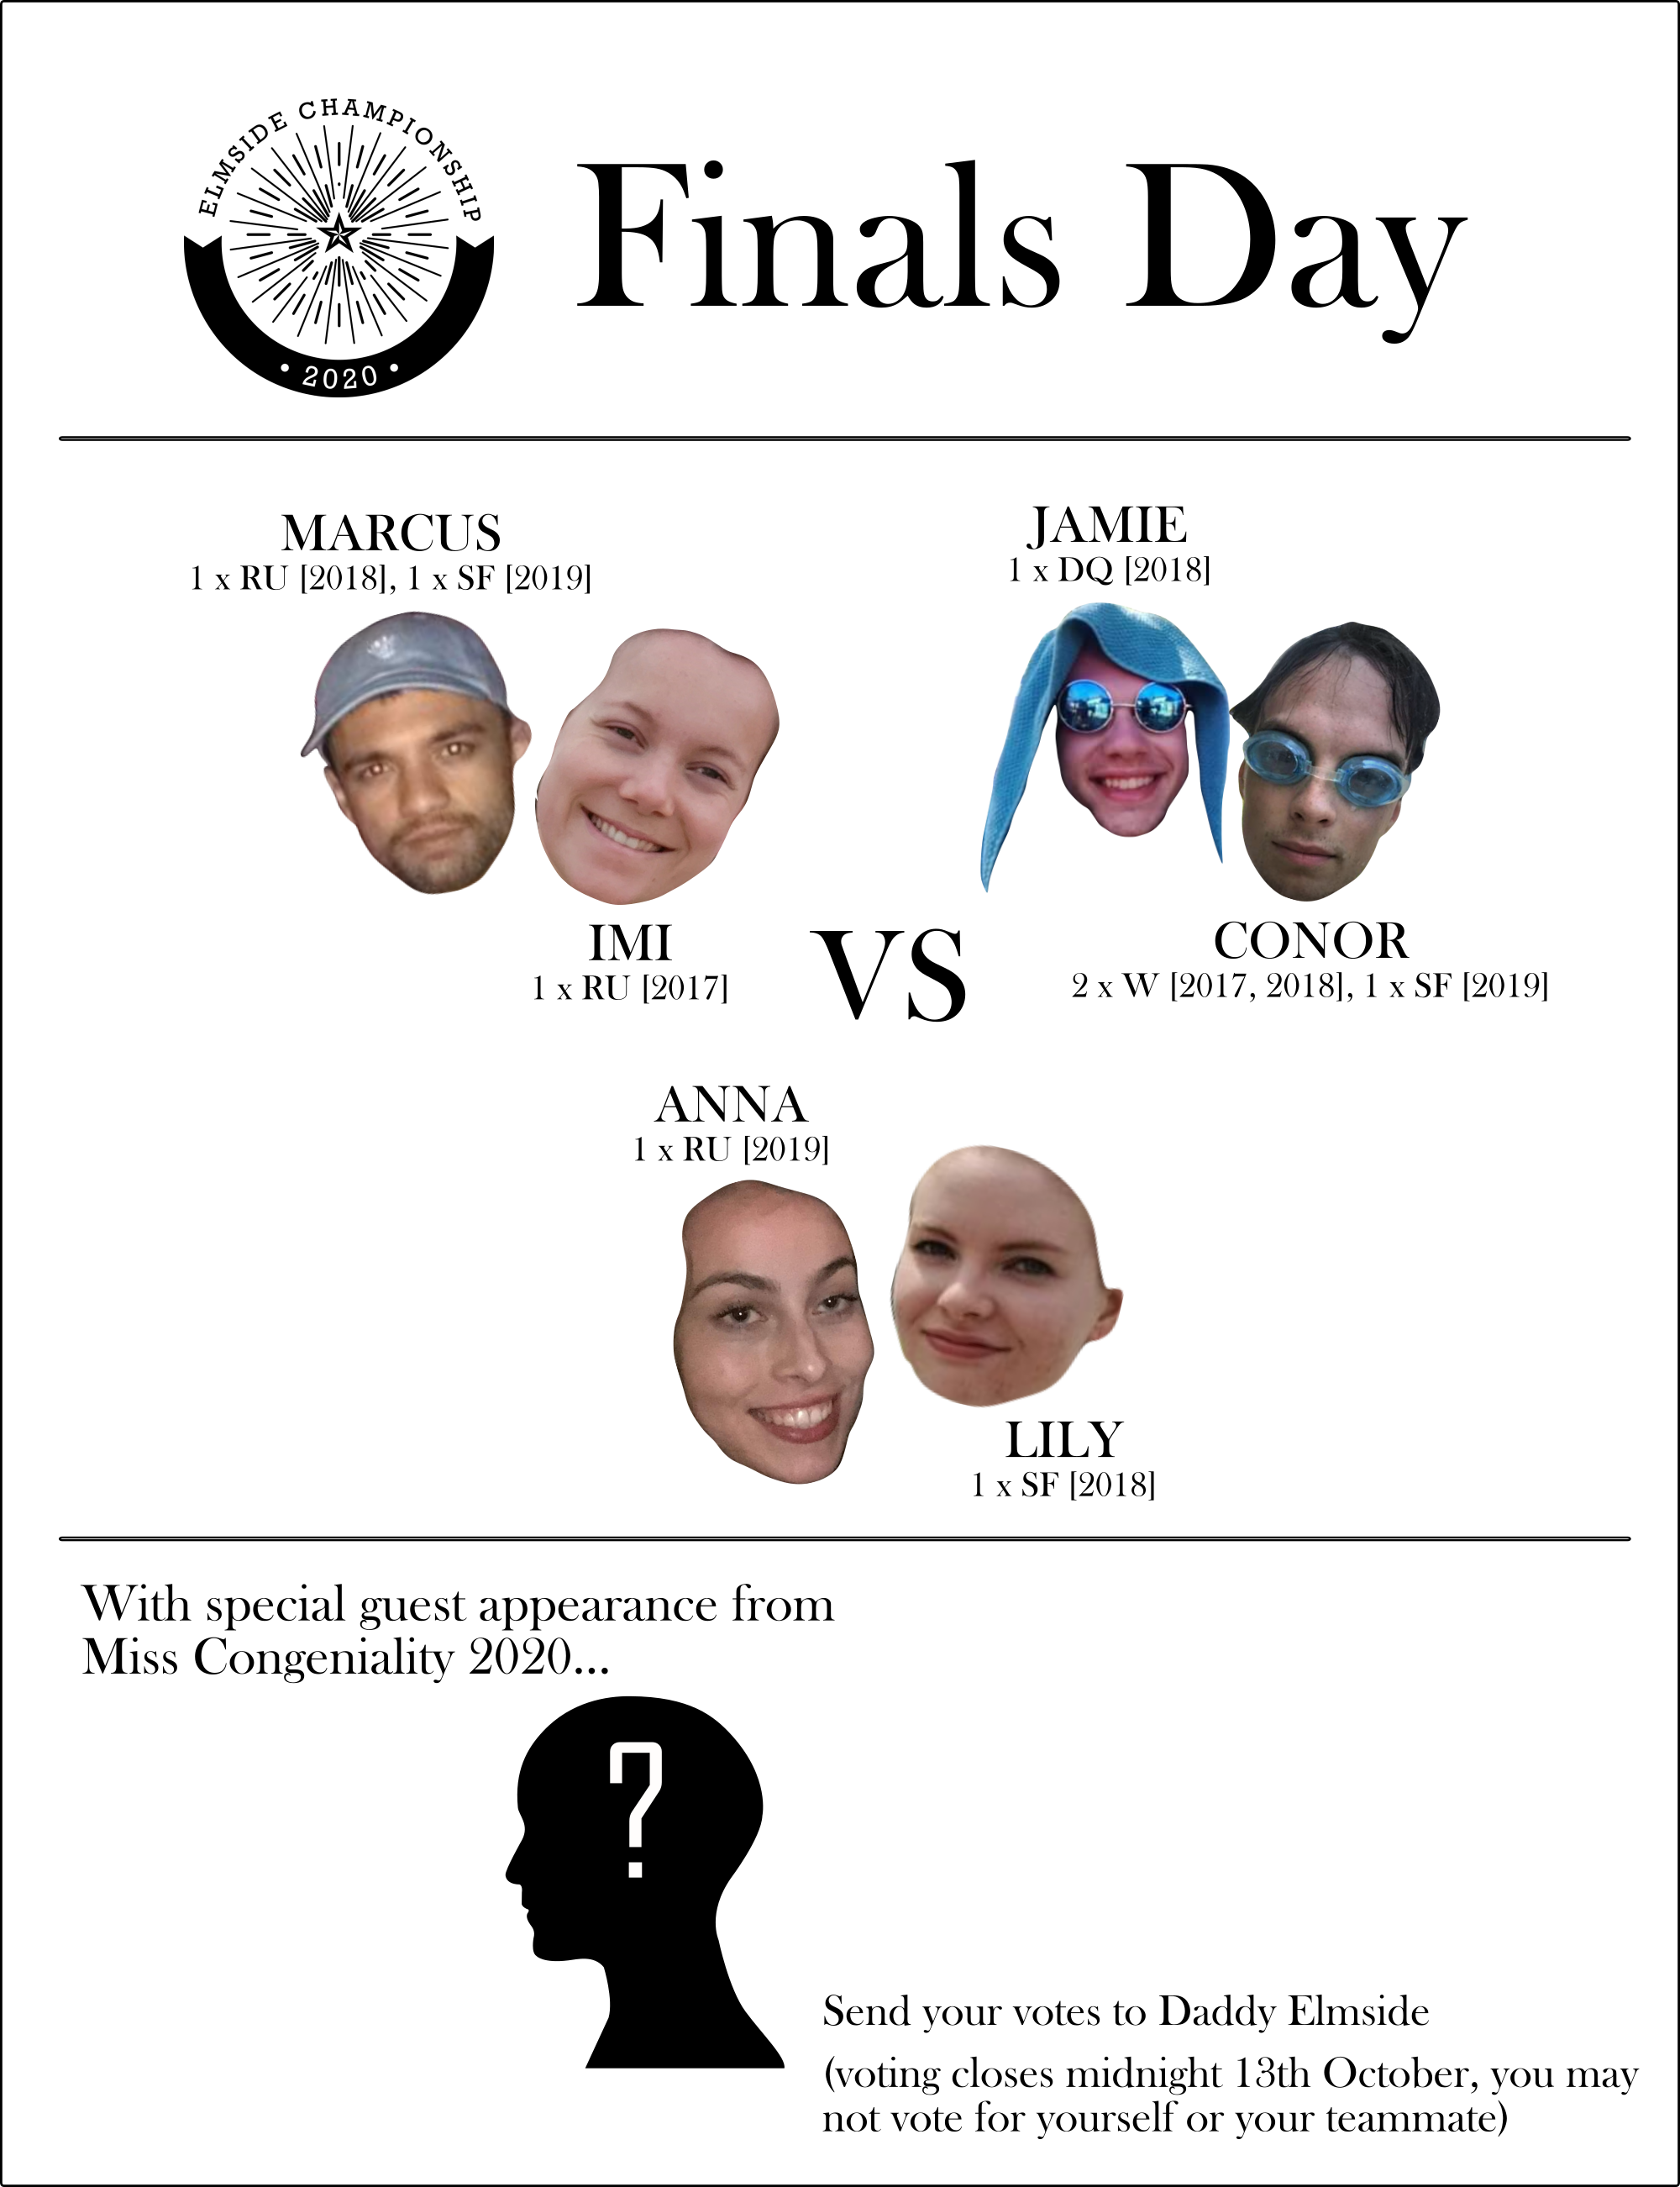 ELMSIDE CHAMPIONSHIP
• 2020 •
Finals Day
MARCUS
1 x RU [2018], 1 x SF [2019]
JAMIE
1 x DQ [2018]
IMI
1 x RU [2017]
VS
CONOR
2 x W [2017, 2018], 1 x SF [2019]
ANNA
1 x RU [2019]
LILY
1 x SF [2018]
With special guest appearance from
Miss Congeniality 2020...
?
Send your votes to Daddy Elmside
(voting closes midnight 13th October, you may
not vote for yourself or your teammate)